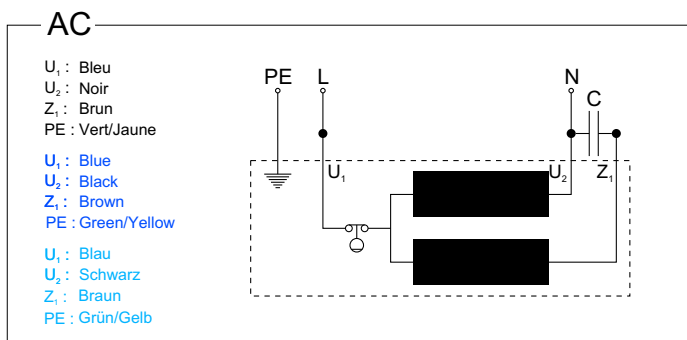 AC
U₁ : Bleu
U₂ : Noir
Z₁ : Brun
PE : Vert/Jaune
U₁ : Blue
U₂ : Black
Z₁ : Brown
PE : Green/Yellow
U₁ : Blau
U₂ : Schwarz
Z₁ : Braun
PE : Grün/Gelb
PE L N
C
U₁ U₂ Z₁